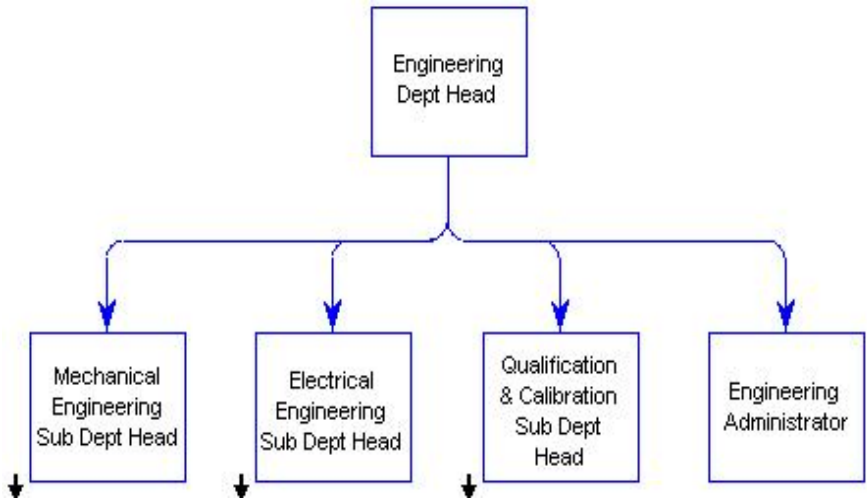 Engineering
Dept Head
Mechanical
Engineering
Sub Dept Head
Electrical
Engineering
Sub Dept Head
Qualification
& Calibration
Sub Dept
Head
Engineering
Administrator